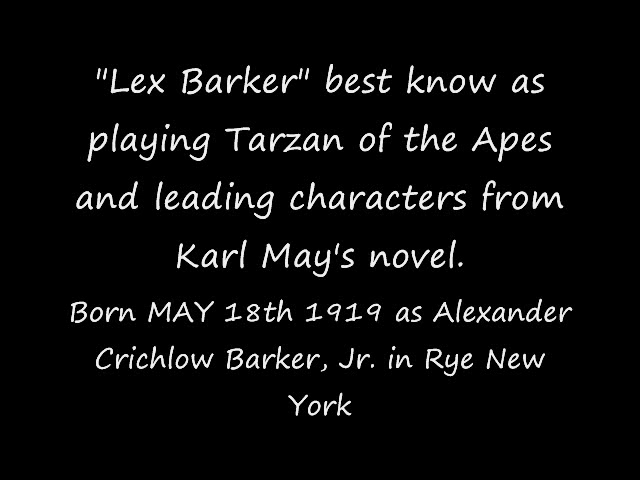 "Lex Barker" best know as
playing Tarzan of the Apes
and leading characters from
Karl May's novel.
Born MAY 18th 1919 as Alexander
Crichlow Barker, Jr. in Rye New
York